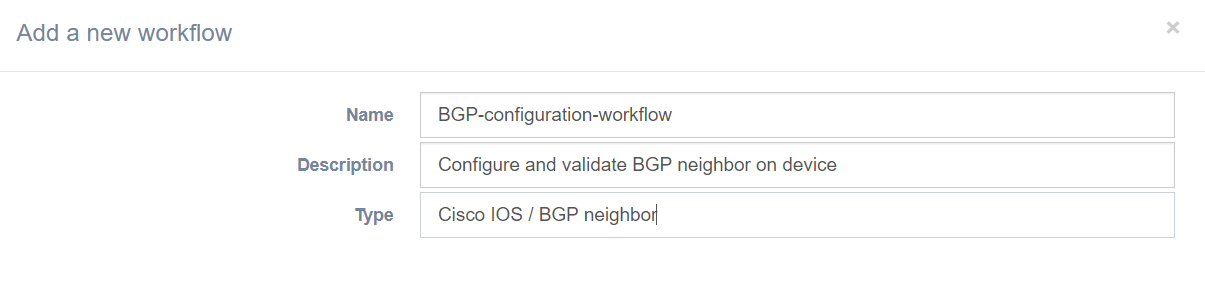 Add a new workflow
×
Name
BGP-configuration-workflow
Description
Configure and validate BGP neighbor on device
Type
Cisco IOS / BGP neighbor